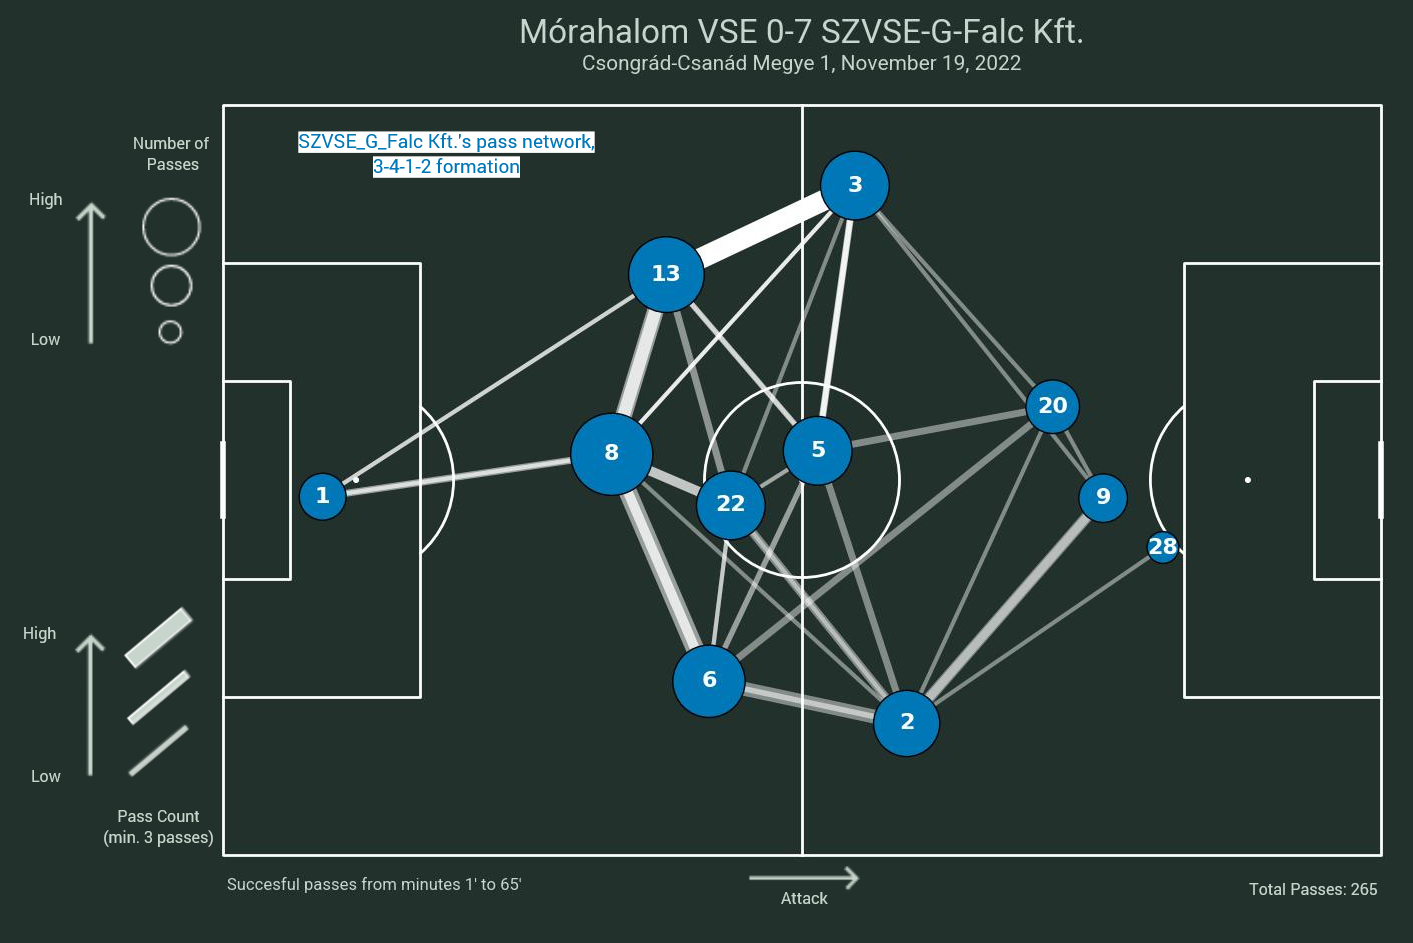 Mórahalom VSE 0-7 SZVSE-G-Falc Kft.
Csongrád-Csanád Megye 1, November 19, 2022
SZVSE_G_Falc Kft.'s pass network,
3-4-1-2 formation
Number of
Passes
High
Low
High
Low
Pass Count
(min. 3 passes)
3
13
20
8
5
1
22
9
28
6
2
Succesful passes from minutes 1' to 65'
Attack
Total Passes: 265